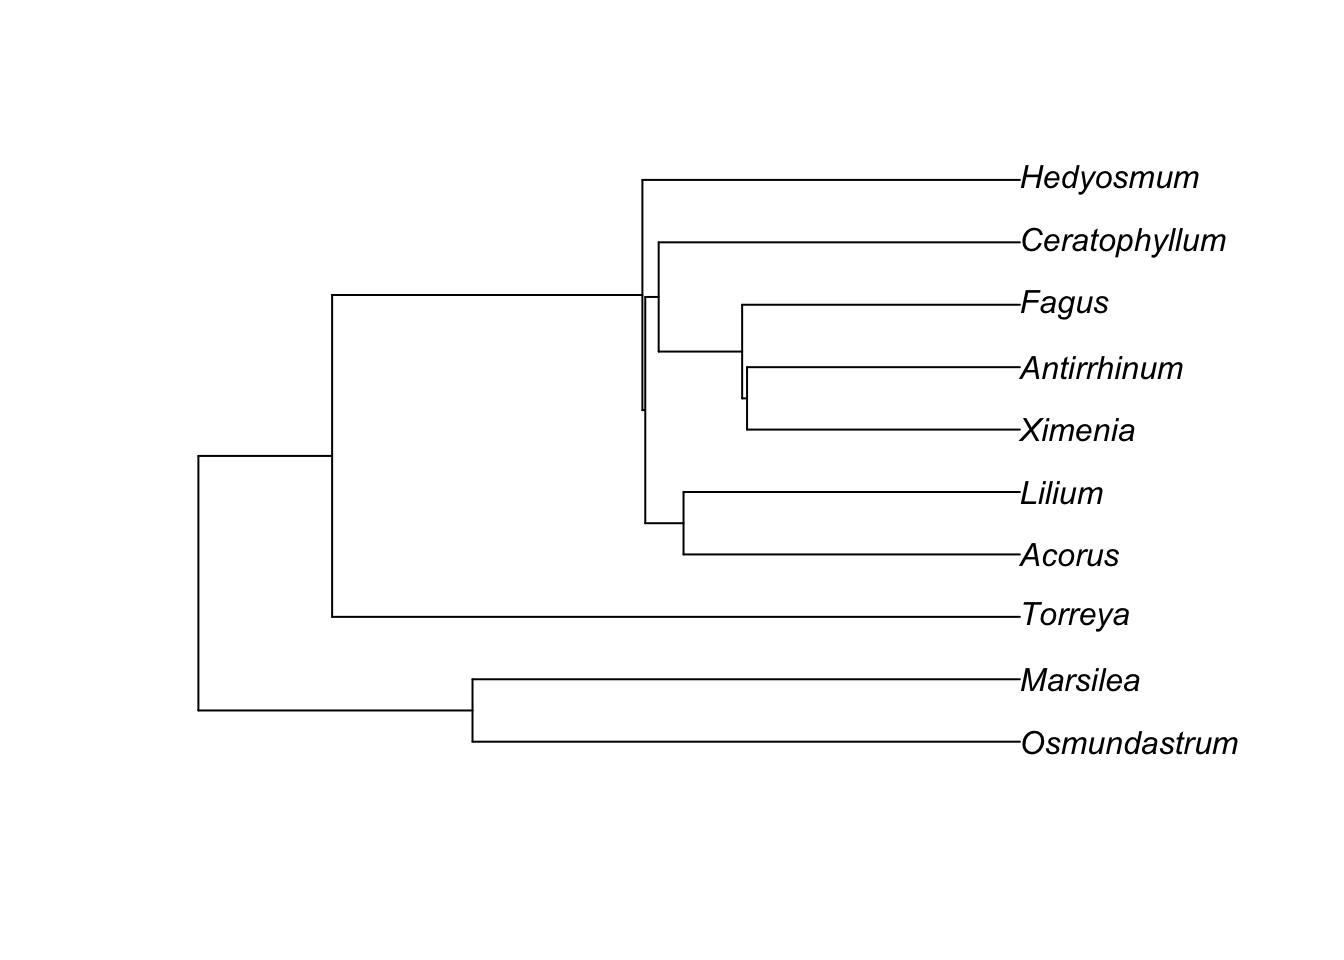 Hedyosmum
Ceratophyllum
Fagus
Antirrhinum
Ximenia
Lilium
Acorus
Torreya
Marsilea
Osmundastrum